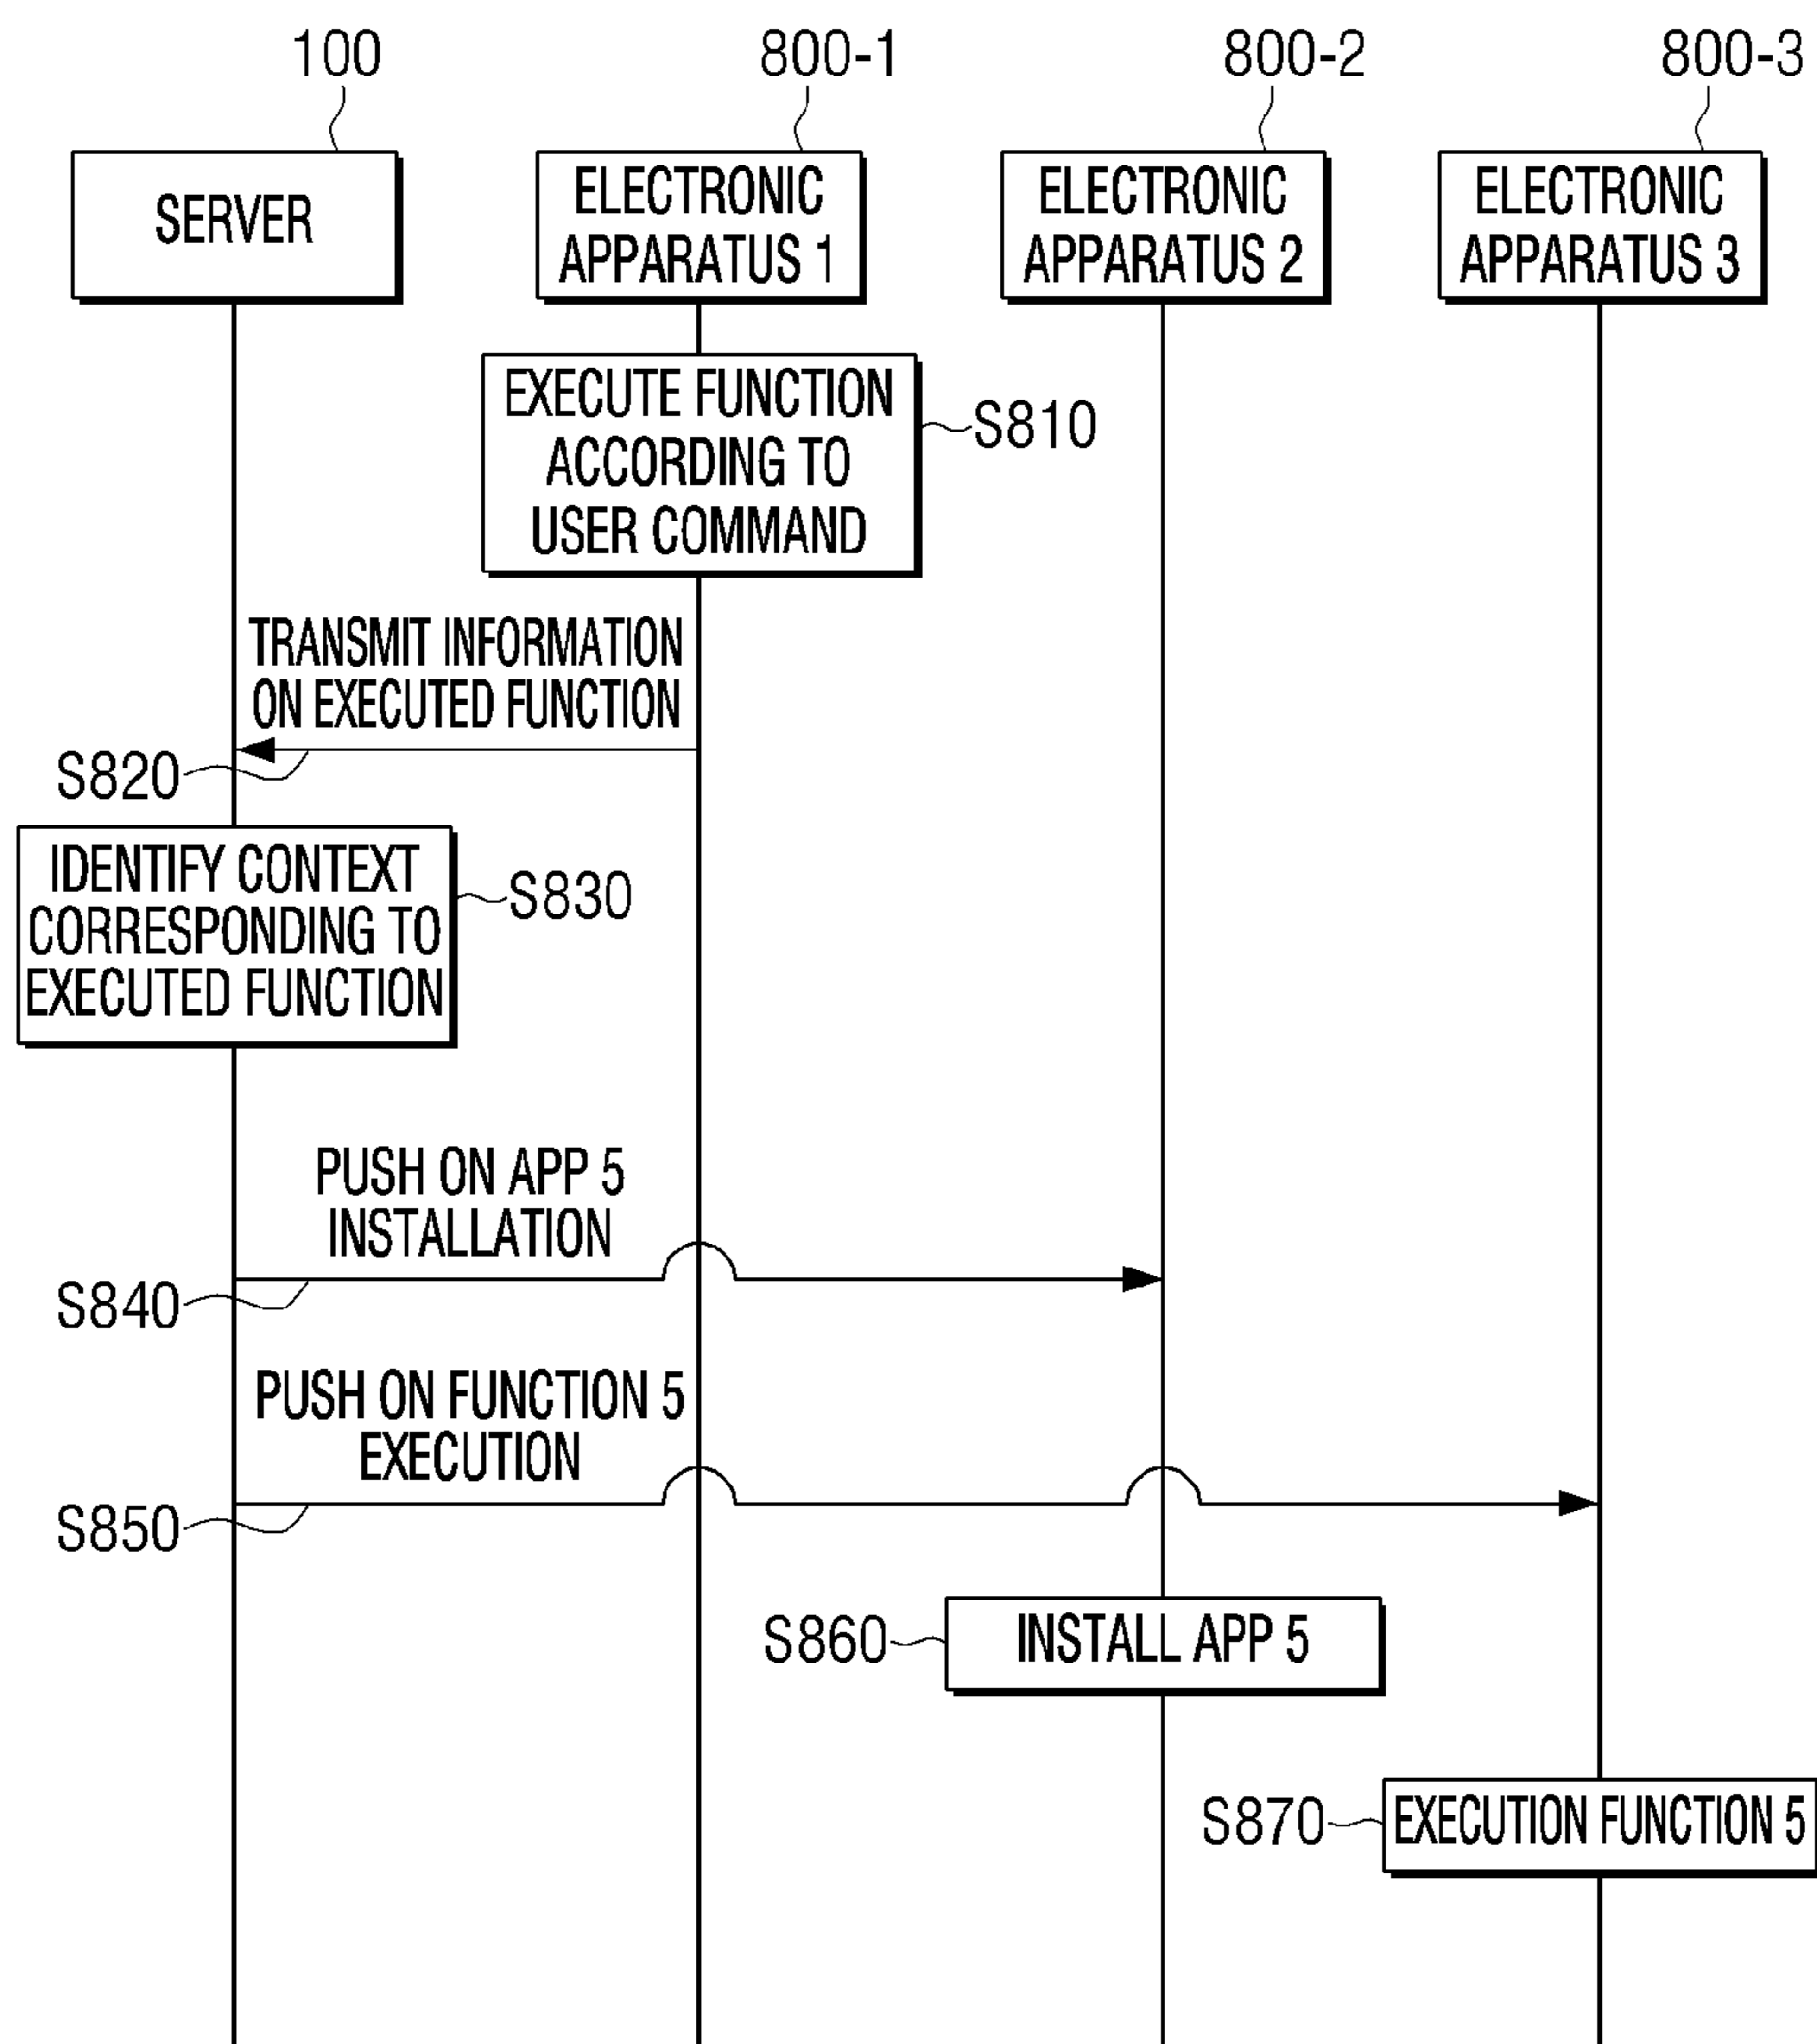 100
800-1
800-2
800-3
SERVER
ELECTRONIC
APPARATUS 1
ELECTRONIC
APPARATUS 2
ELECTRONIC
APPARATUS 3
EXECUTE FUNCTION
ACCORDING TO
USER COMMAND
S810
TRANSMIT INFORMATION
ON EXECUTED FUNCTION
S820
IDENTIFY CONTEXT
CORRESPONDING TO
EXECUTED FUNCTION
S830
PUSH ON APP 5
INSTALLATION
S840
PUSH ON FUNCTION 5
EXECUTION
S850
S860
INSTALL APP 5
S870
EXECUTION FUNCTION 5